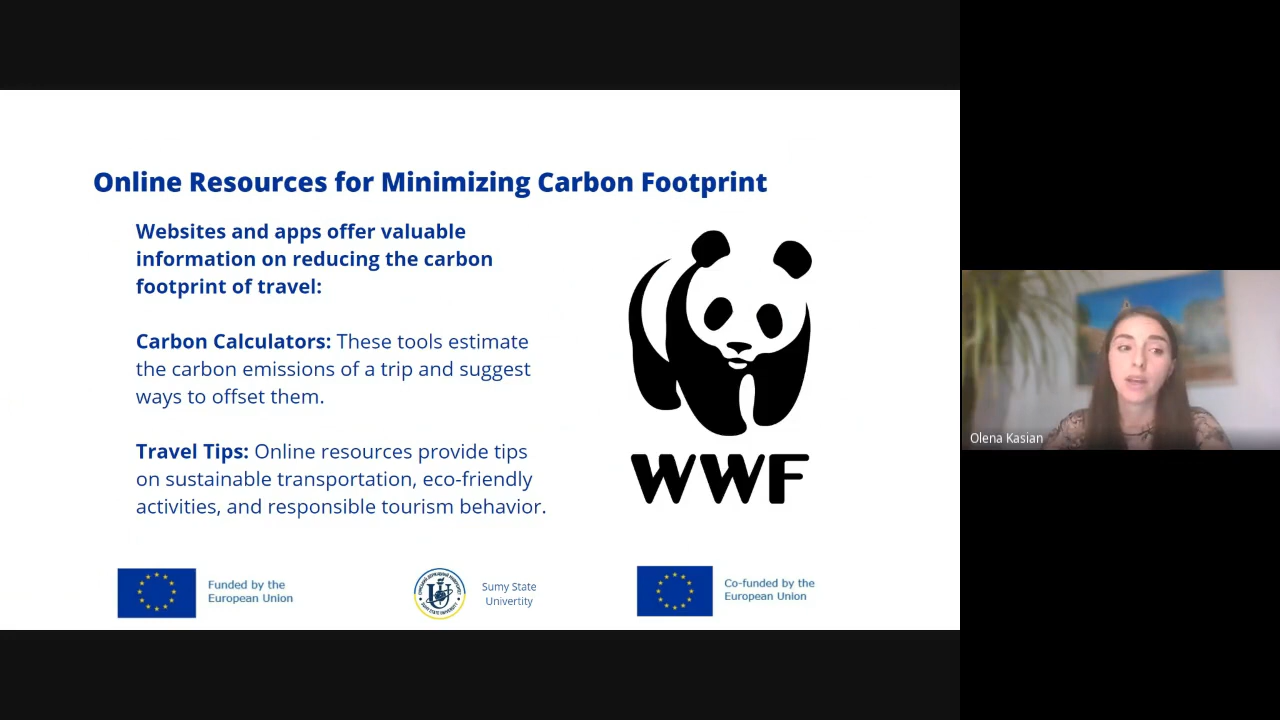 Online Resources for Minimizing Carbon Footprint
Websites and apps offer valuable
information on reducing the carbon
footprint of travel:
Carbon Calculators: These tools estimate
the carbon emissions of a trip and suggest
ways to offset them.
Travel Tips: Online resources provide tips
on sustainable transportation, eco-friendly
activities, and responsible tourism behavior.
WWF
Funded by the
European Union
Sumy State
Univertity
Co-funded by the
European Union
Olena Kasian